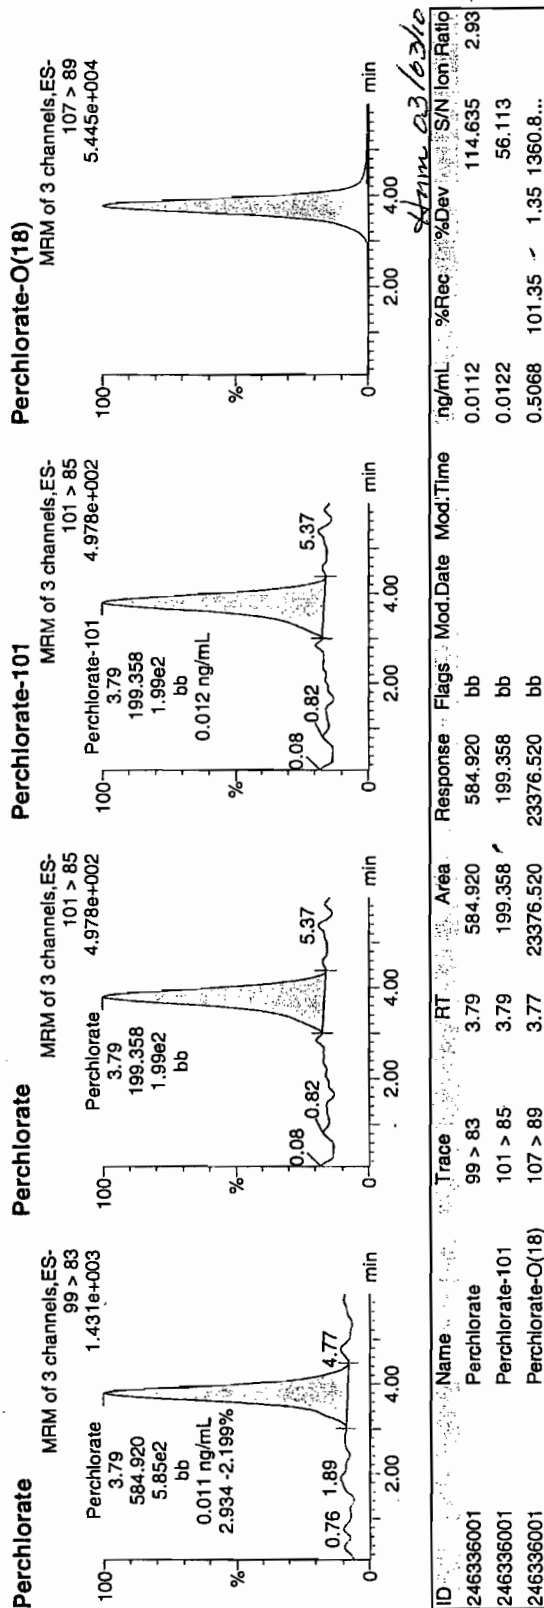 Perchlorate
MRM of 3 channels,ES-
99 > 83
1.431e+003
100
%
0
Perchlorate
3.79
584.920
5.85e2
bb
0.011 ng/mL
2.934 -2.199%
0.76 1.89 4.77
2.00 4.00 min
Perchlorate
MRM of 3 channels,ES-
101 > 85
4.978e+002
100
%
0
Perchlorate
3.79
199.358
1.99e2
bb
0.08 0.82 5.37
2.00 4.00 min
Perchlorate-101
MRM of 3 channels,ES-
101 > 85
4.978e+002
100
%
0
Perchlorate-101
3.79
199.358
1.99e2
bb
0.012 ng/mL
0.08 0.82 5.37
2.00 4.00 min
Perchlorate-O(18)
MRM of 3 channels,ES-
107 > 89
5.445e+004
100
%
0
2.00 4.00 min
03/03/10
ID Name Trace RT Area Response Flags Mod.Date Mod.Time ng/mL %Rec %Dev S/N Ion Ratio
246336001 Perchlorate 99 > 83 3.79 584.920 584.920 bb 0.0112 114.635 2.93
246336001 Perchlorate-101 101 > 85 3.79 199.358 199.358 bb 0.0122 56.113
246336001 Perchlorate-O(18) 107 > 89 3.77 23376.520 23376.520 bb 0.5068 101.35 1.35 1360.8...